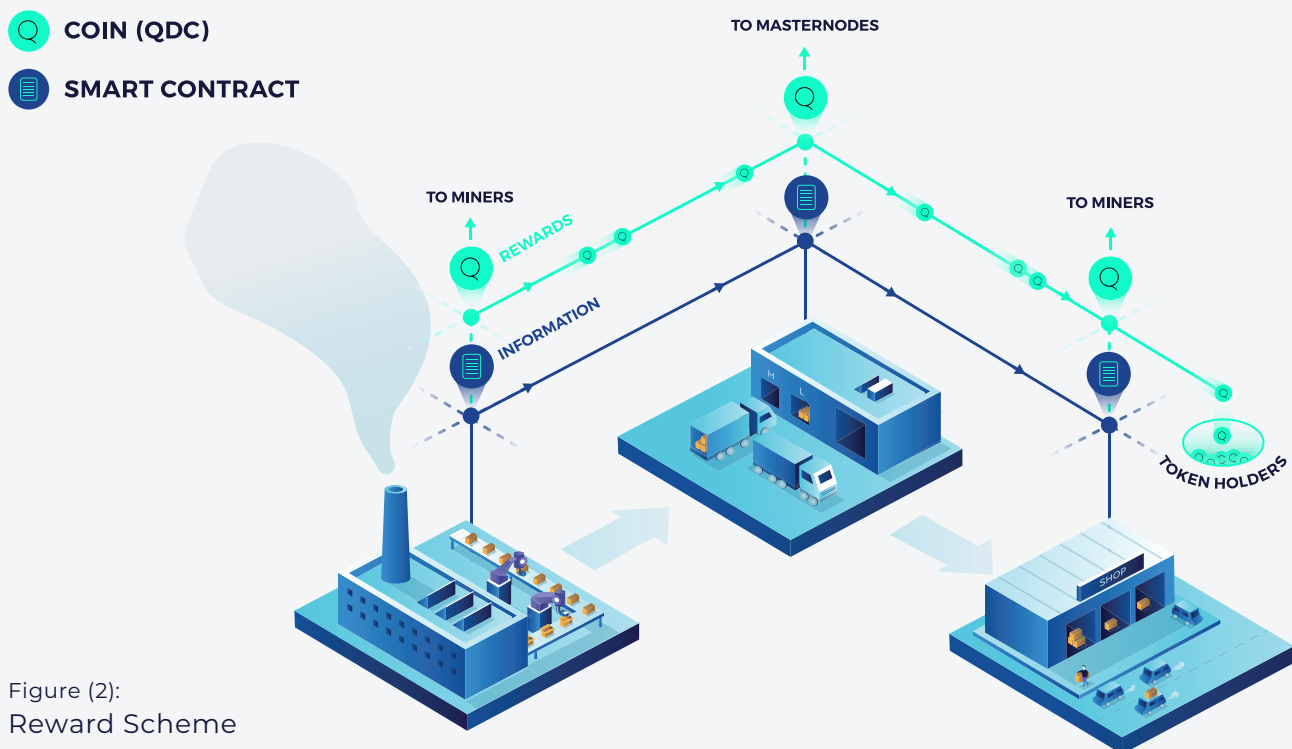 COIN (QDC)
SMART CONTRACT
TO MASTERNODES
TO MINERS
TO MINERS
REWARDS
INFORMATION
H
L
TOKEN HOLDERS
SHOP
Figure (2):
Reward Scheme
Q
Q
Q
Q
Q
Q
Q
Q
Q
Q
Q
Q
Q